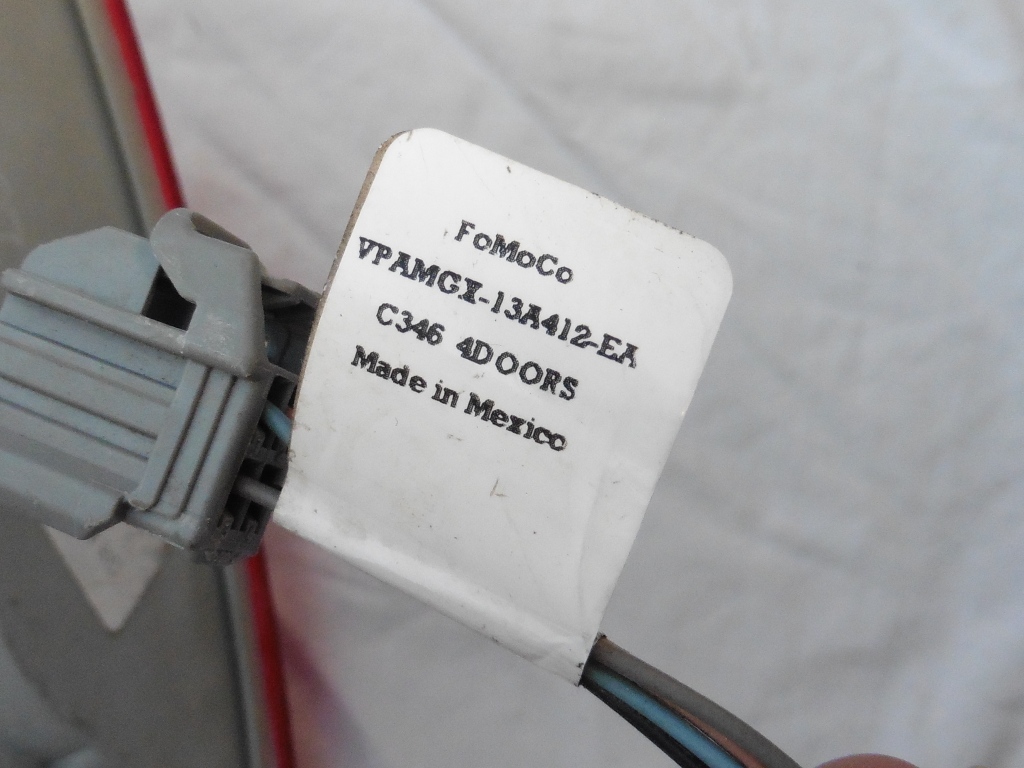 FoMoCo
VPAMGX-13A412-EA
C346 4DOORS
Made in Mexico